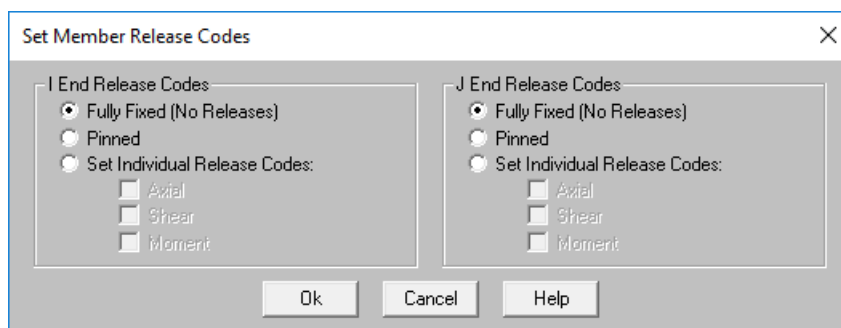 Set Member Release Codes
I End Release Codes
Fully Fixed (No Releases)
Pinned
Set Individual Release Codes:
Axial
Shear
Moment
J End Release Codes
Fully Fixed (No Releases)
Pinned
Set Individual Release Codes:
Axial
Shear
Moment
Ok
Cancel
Help